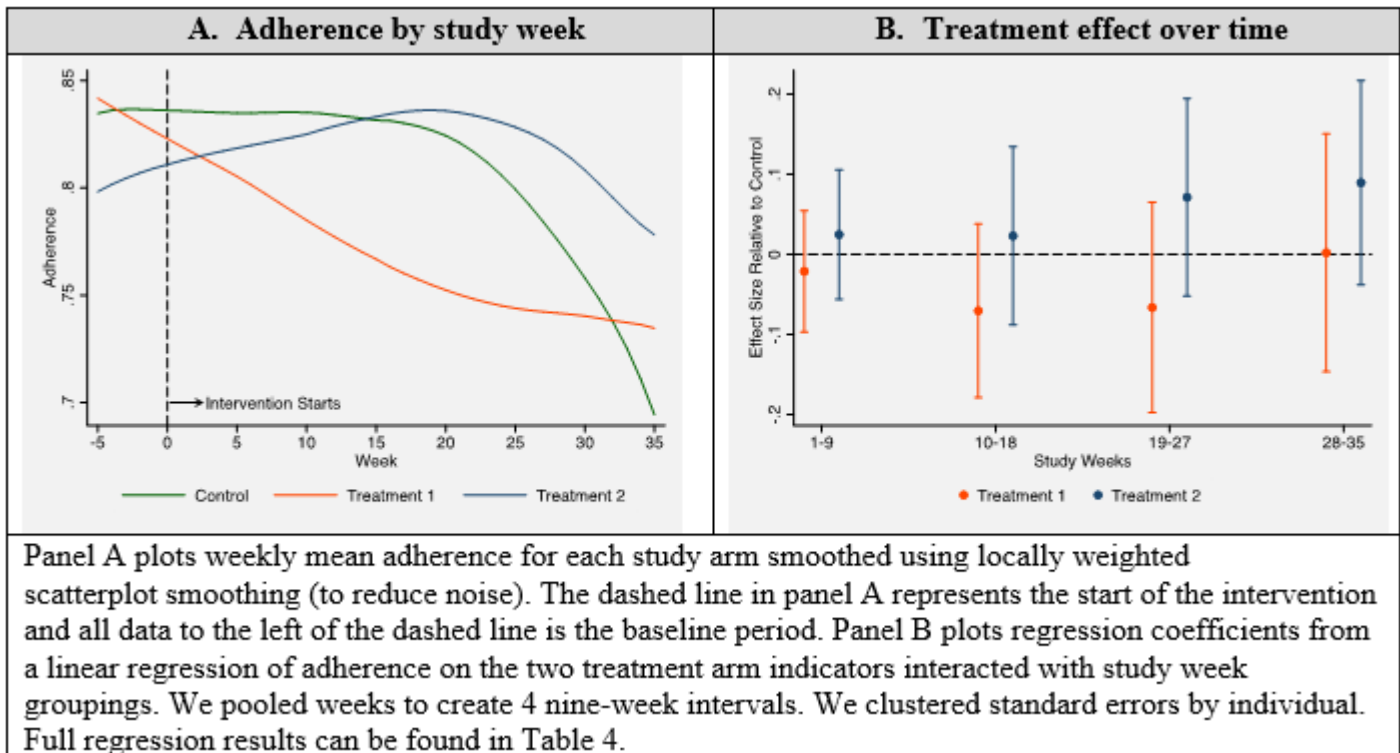 A. Adherence by study week
B. Treatment effect over time
.85
.8
.75
.7
Adherence
Intervention Starts
-5 0 5 10 15 20 25 30 35
Week
Control Treatment 1 Treatment 2
.2
.1
0
-.1
-.2
Effect Size Relative to Control
1-9 10-18 19-27 28-35
Study Weeks
Treatment 1 Treatment 2
Panel A plots weekly mean adherence for each study arm smoothed using locally weighted
scatterplot smoothing (to reduce noise). The dashed line in panel A represents the start of the intervention
and all data to the left of the dashed line is the baseline period. Panel B plots regression coefficients from
a linear regression of adherence on the two treatment arm indicators interacted with study week
groupings. We pooled weeks to create 4 nine-week intervals. We clustered standard errors by individual.
Full regression results can be found in Table 4.